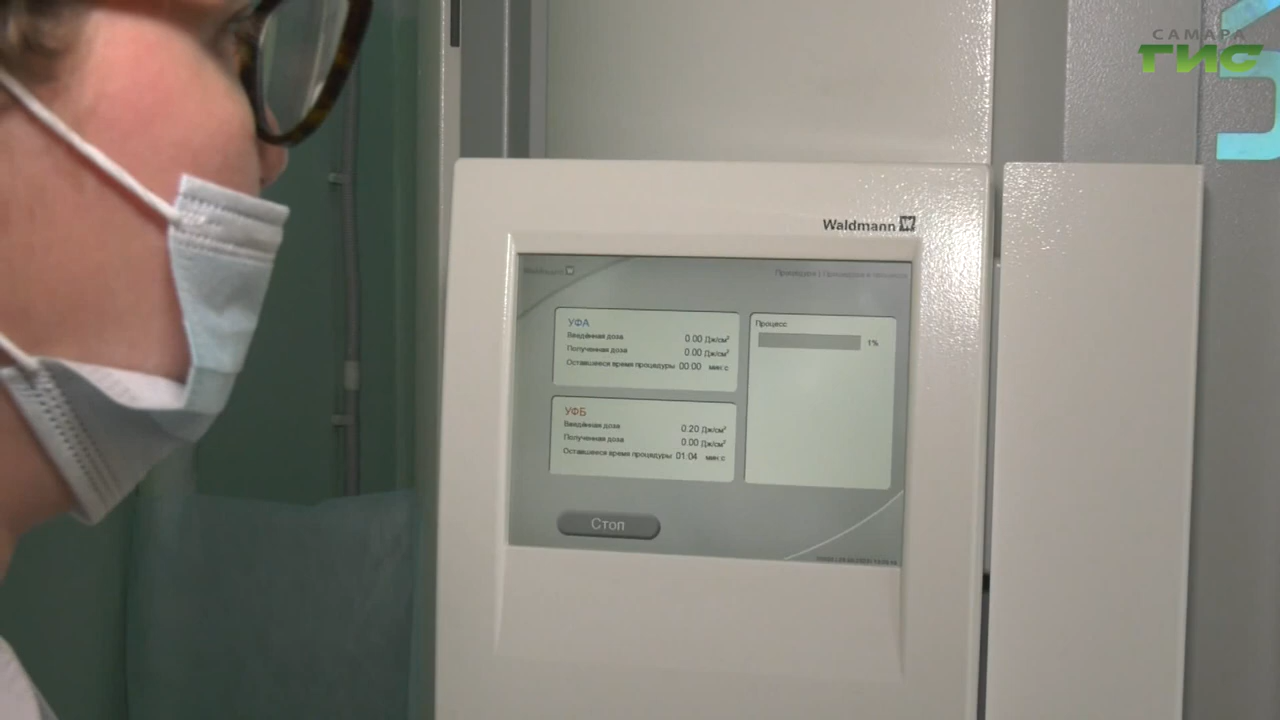 САМАРА
ГИС
Waldmann W
Waldmann W
УФА
Введённая доза 0.00 Дж/см²
Полученная доза 0.00 Дж/см²
Оставшееся время процедуры 00:00 мин:с
Процесс
1%
УФБ
Введённая доза 0.20 Дж/см²
Полученная доза 0.00 Дж/см²
Оставшееся время процедуры 01:04 мин:с
Стоп